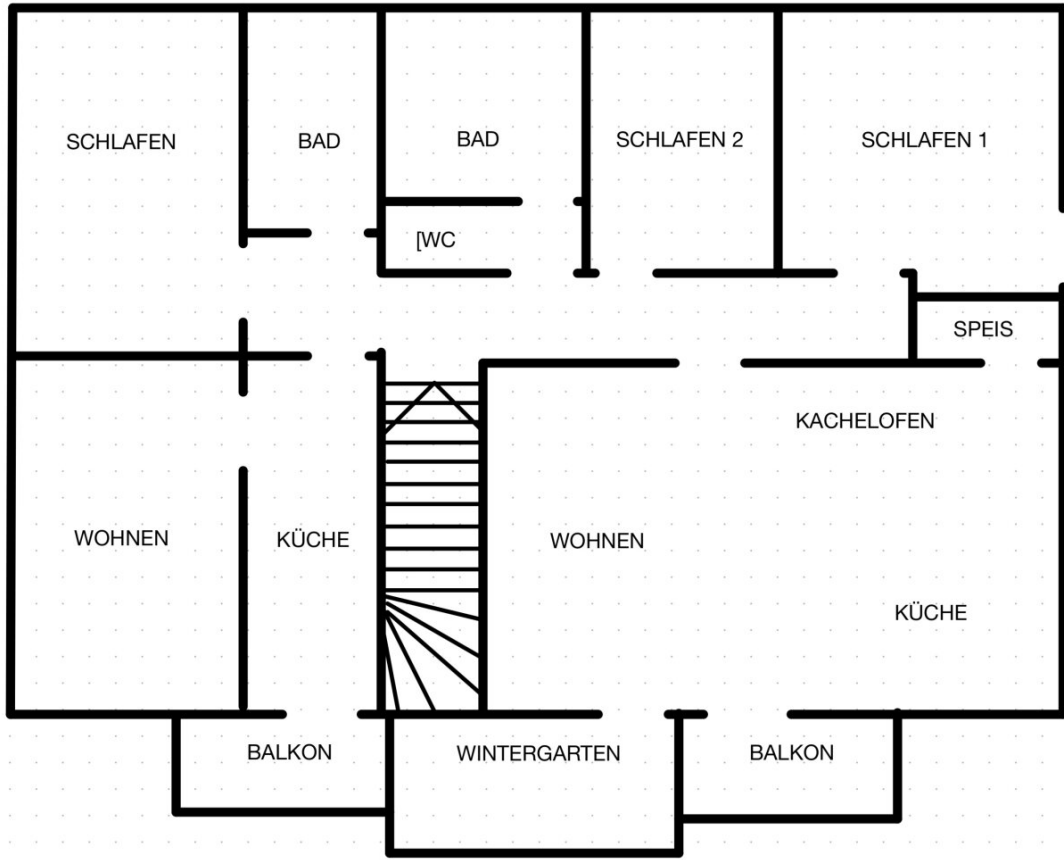 SCHLAFEN
BAD
BAD
SCHLAFEN 2
SCHLAFEN 1
[WC
SPEIS
KACHELOFEN
WOHNEN
KÜCHE
WOHNEN
KÜCHE
BALKON
WINTERGARTEN
BALKON